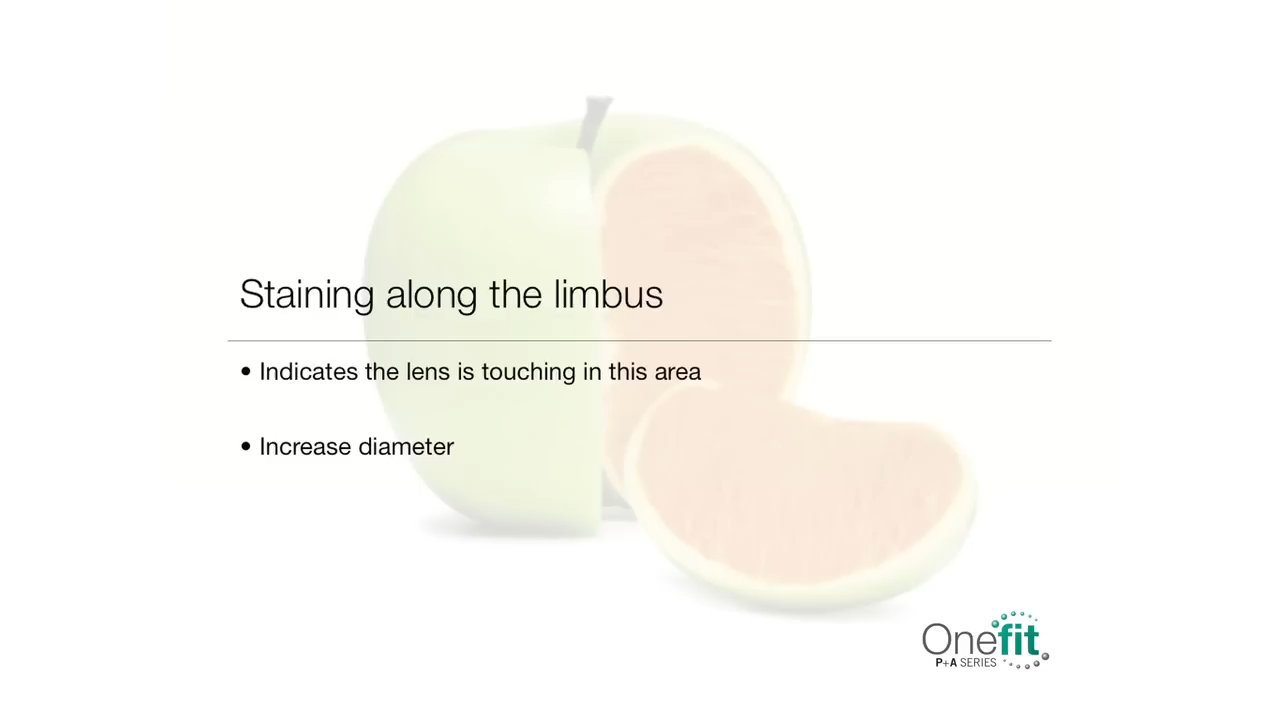 Staining along the limbus
• Indicates the lens is touching in this area
• Increase diameter
Onefit
P+A SERIES